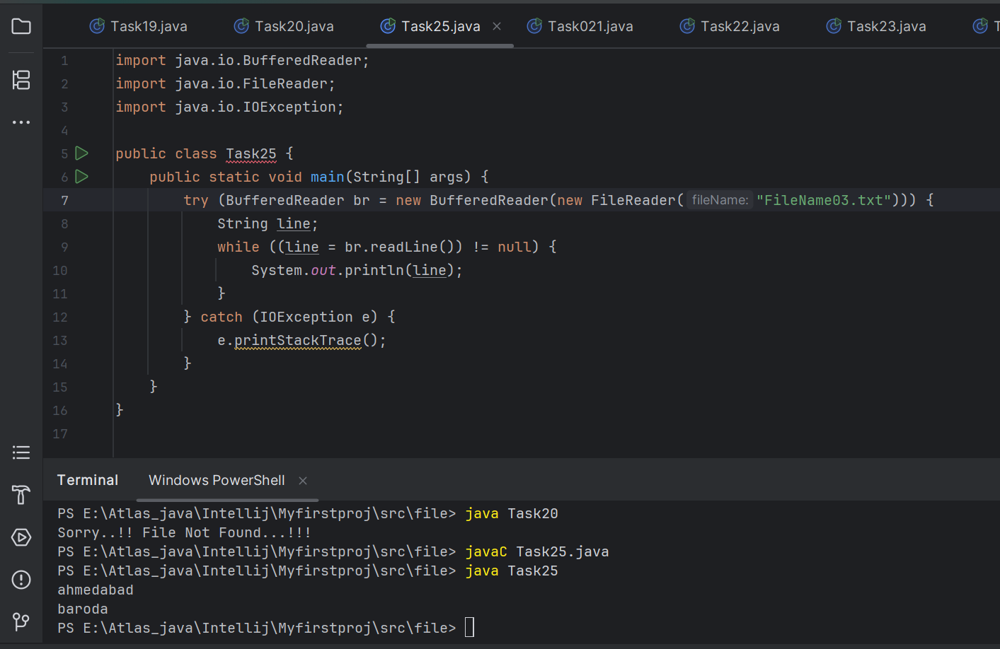 Task19.java Task20.java Task25.java Task021.java Task22.java Task23.java T
1 import java.io.BufferedReader;
2 import java.io.FileReader;
3 import java.io.IOException;
4
5 public class Task25 {
6 public static void main(String[] args) {
7 try (BufferedReader br = new BufferedReader(new FileReader( fileName: "FileName03.txt"))) {
8 String line;
9 while ((line = br.readLine()) != null) {
10 System.out.println(line);
11 }
12 } catch (IOException e) {
13 e.printStackTrace();
14 }
15 }
16 }
17
Terminal Windows PowerShell
PS E:\Atlas_java\Intellij\Myfirstproj\src\file> java Task20
Sorry..!! File Not Found...!!!
PS E:\Atlas_java\Intellij\Myfirstproj\src\file> javaC Task25.java
PS E:\Atlas_java\Intellij\Myfirstproj\src\file> java Task25
ahmedabad
baroda
PS E:\Atlas_java\Intellij\Myfirstproj\src\file>